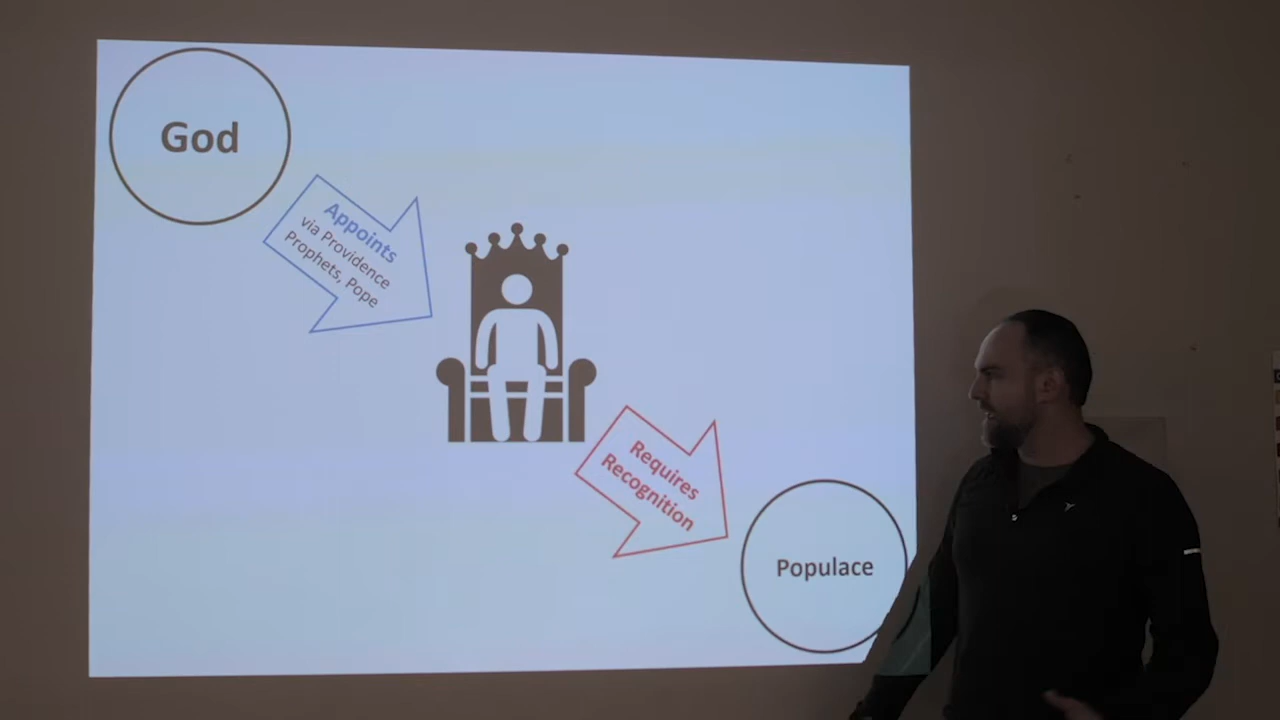 God
Appoints
via Providence
Prophets, Pope
Requires
Recognition
Populace